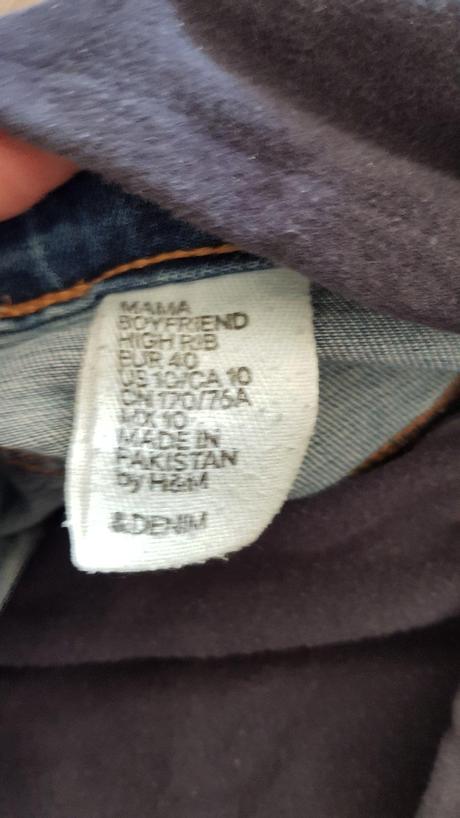 MAMA
BOYFRIEND
HIGH RIB
EUR 40
US 10/CA 10
CN 170/76A
MX 10
MADE IN
PAKISTAN
by H&M
&DENIM